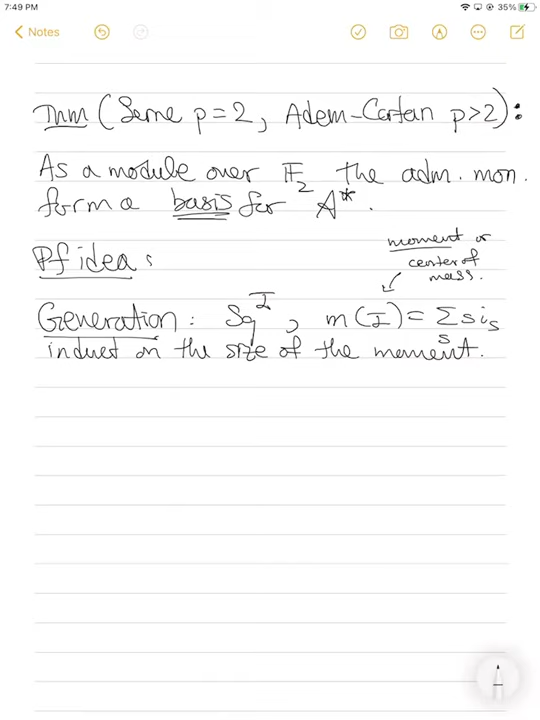 7:49 PM
35%
Notes
Thm (Serre p=2, Adem-Cartan p>2):
As a module over F₂ the adm. mon.
form a basis for A*.
moment or
center of
mass.
Pf idea:
Generation: Sq^I, m(I) = Σ_s s i_s
induct on the size of the moment.